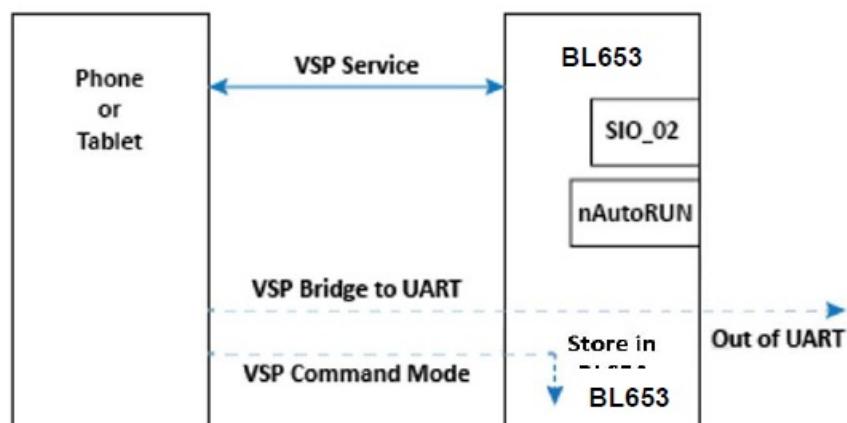 Phone
or
Tablet
VSP Service
BL653
SIO_02
nAutoRUN
VSP Bridge to UART
Out of UART
VSP Command Mode
Store in
BL653